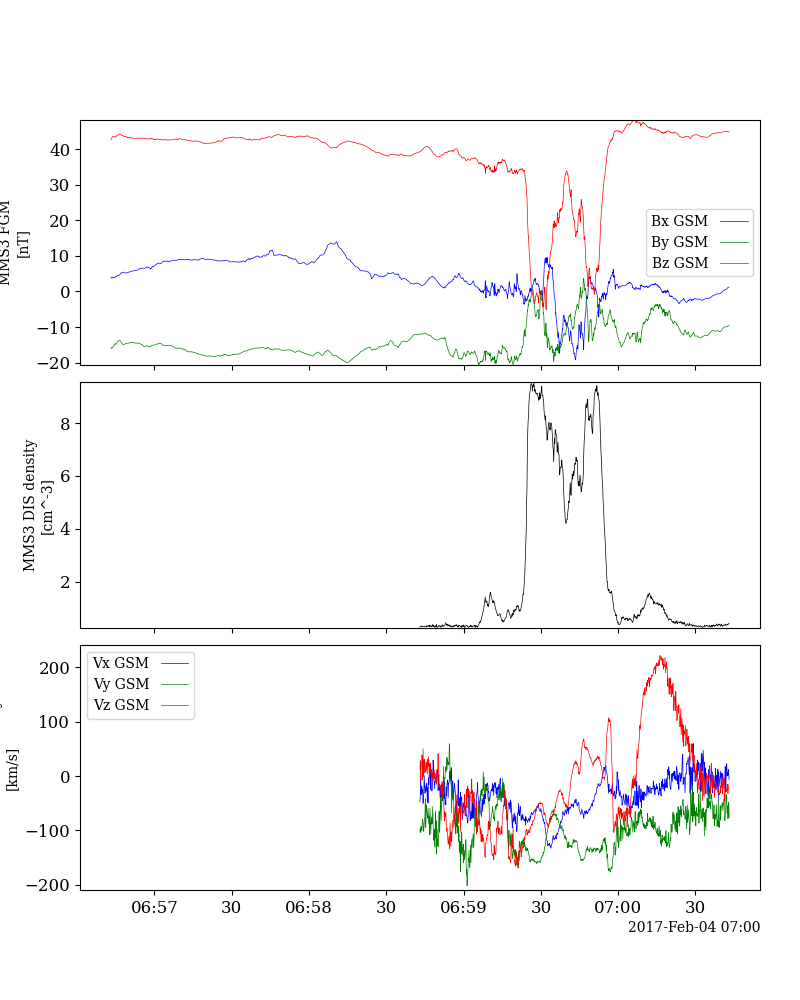 MMS3 FGM
[nT]
40
30
20
10
0
−10
−20
Bx GSM
By GSM
Bz GSM
MMS3 DIS density
[cm^-3]
8
6
4
2
[km/s]
200
100
0
−100
−200
Vx GSM
Vy GSM
Vz GSM
06:57 30 06:58 30 06:59 30 07:00 30
2017-Feb-04 07:00